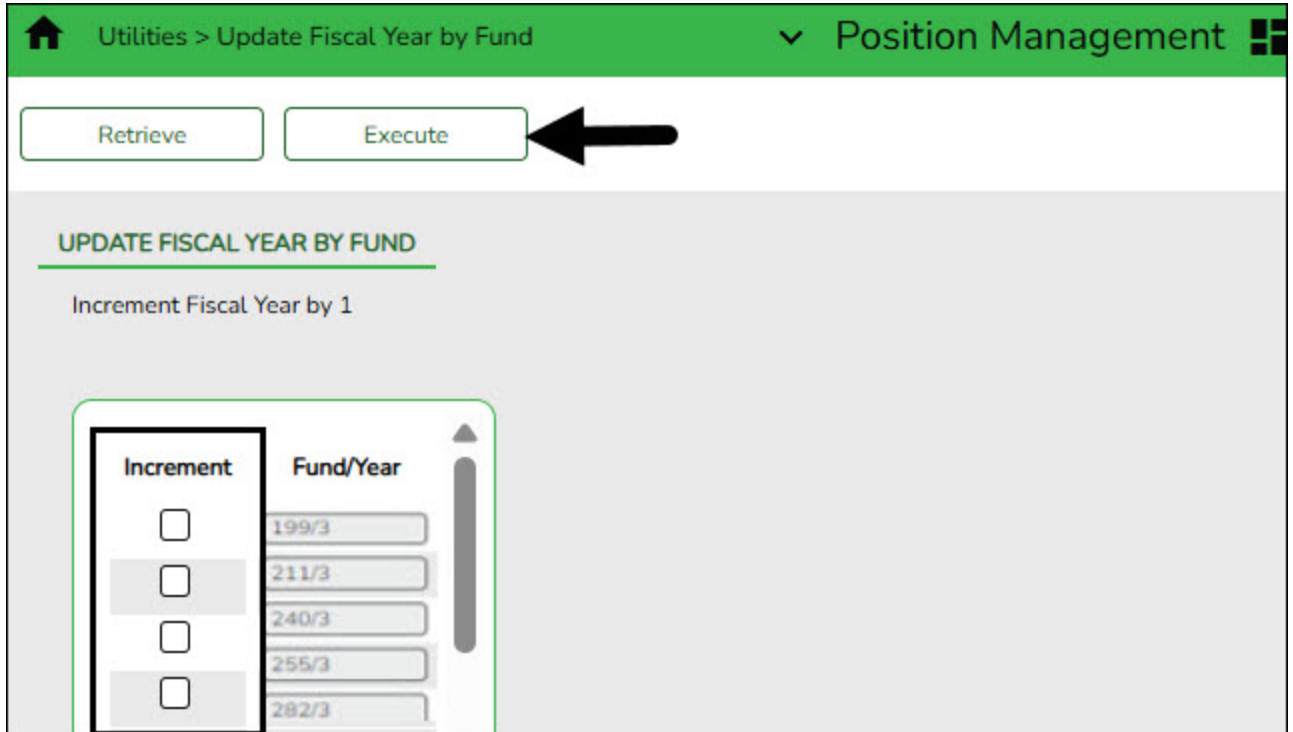 Utilities > Update Fiscal Year by Fund
Position Management
Retrieve
Execute
UPDATE FISCAL YEAR BY FUND
Increment Fiscal Year by 1
Increment Fund/Year
199/3
211/3
240/3
255/3
282/3